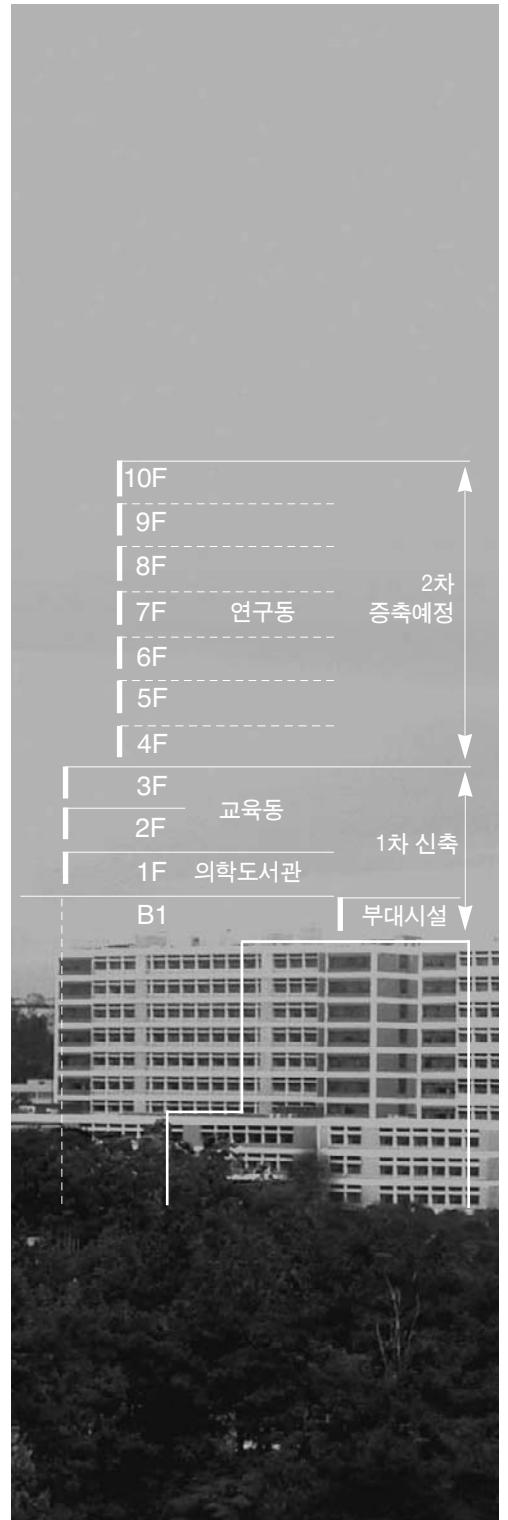 10F
9F
8F
2차
7F 연구동 증축예정
6F
5F
4F
3F
교육동
2F
1차 신축
1F 의학도서관
B1 부대시설